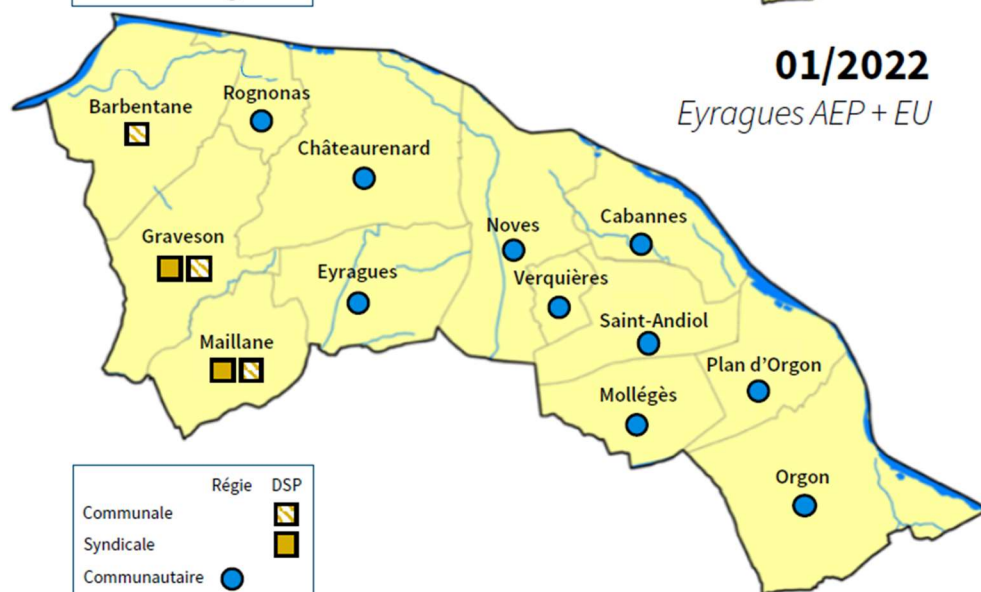 01/2022
Eyragues AEP + EU
Barbentane
Rognonas
Châteaurenard
Graveson
Eyragues
Noves
Cabannes
Verquières
Maillane
Saint-Andiol
Plan d'Orgon
Mollégès
Orgon
Régie DSP
Communale
Syndicale
Communautaire